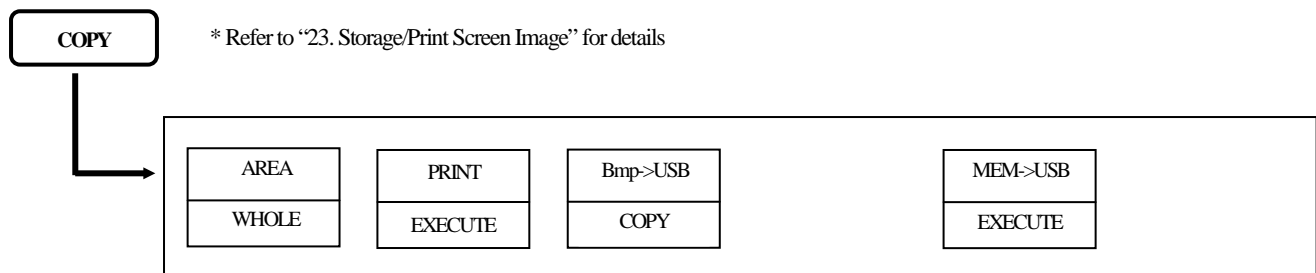 COPY
* Refer to “23. Storage/Print Screen Image” for details
AREA
WHOLE
PRINT
EXECUTE
Bmp->USB
COPY
MEM->USB
EXECUTE